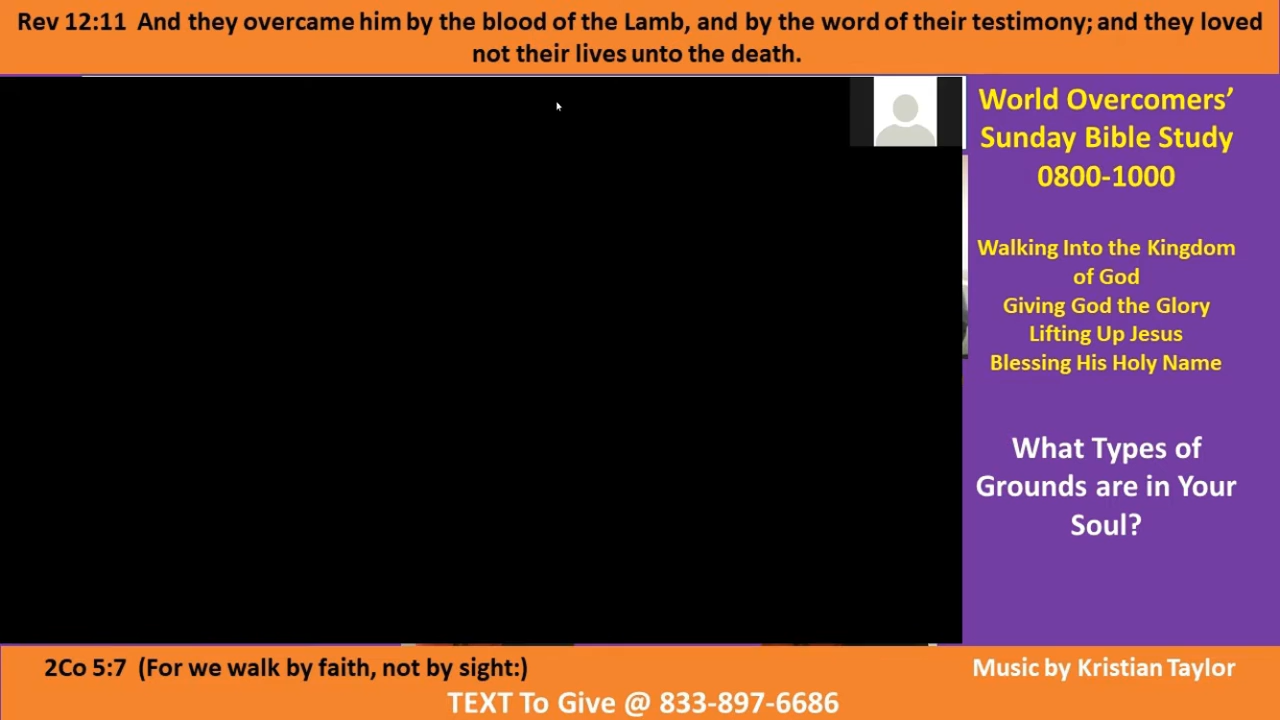 Rev 12:11 And they overcame him by the blood of the Lamb, and by the word of their testimony; and they loved
not their lives unto the death.
World Overcomers’
Sunday Bible Study
0800-1000
Walking Into the Kingdom
of God
Giving God the Glory
Lifting Up Jesus
Blessing His Holy Name
What Types of
Grounds are in Your
Soul?
2Co 5:7 (For we walk by faith, not by sight:)
Music by Kristian Taylor
TEXT To Give @ 833-897-6686